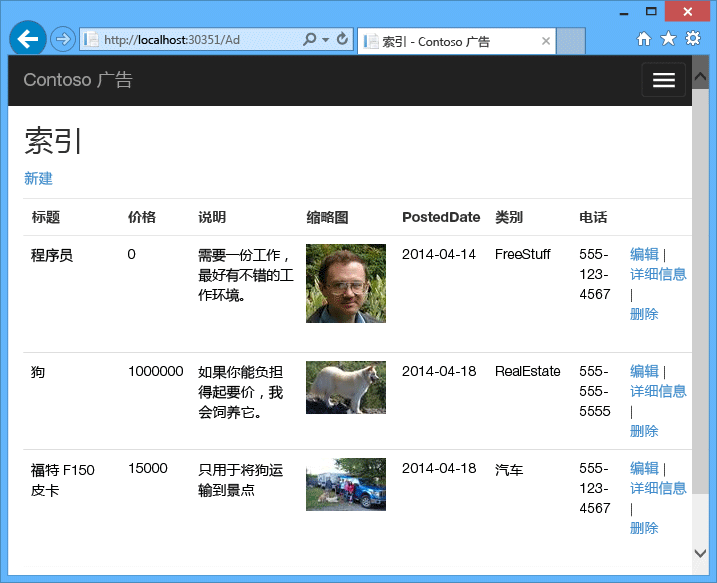 http://localhost:30351/Ad
索引 - Contoso 广告
Contoso 广告
索引
新建
标题 价格 说明 缩略图 PostedDate 类别 电话
程序员 0 需要一份工作， 2014-04-14 FreeStuff 555- 编辑 |
最好有不错的工 123- 详细信息
作环境。 4567 |
删除
狗 1000000 如果你能负担 2014-04-18 RealEstate 555- 编辑 |
得起要价，我 555- 详细信息
会饲养它。 5555 |
删除
福特 F150 15000 只用于将狗运 2014-04-18 汽车 555- 编辑 |
皮卡 输到景点 123- 详细信息
4567 |
删除